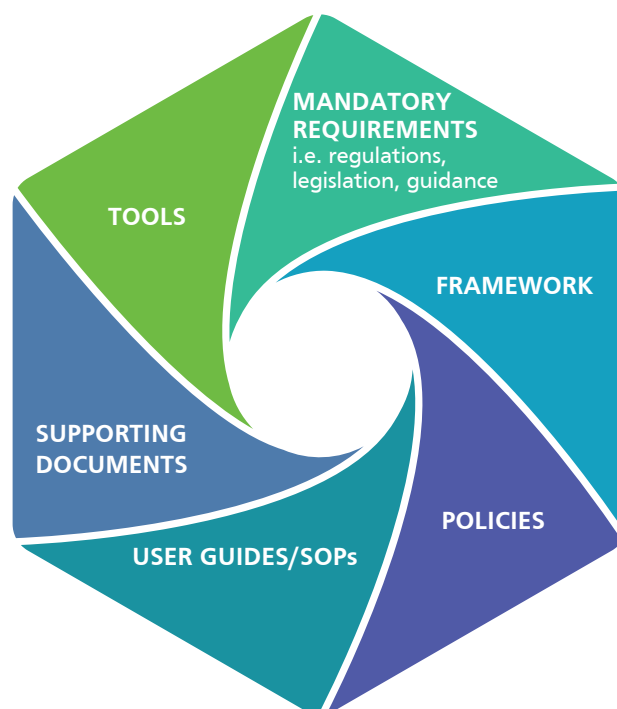 MANDATORY
REQUIREMENTS
i.e. regulations,
legislation, guidance
TOOLS
FRAMEWORK
SUPPORTING
DOCUMENTS
POLICIES
USER GUIDES/SOPs